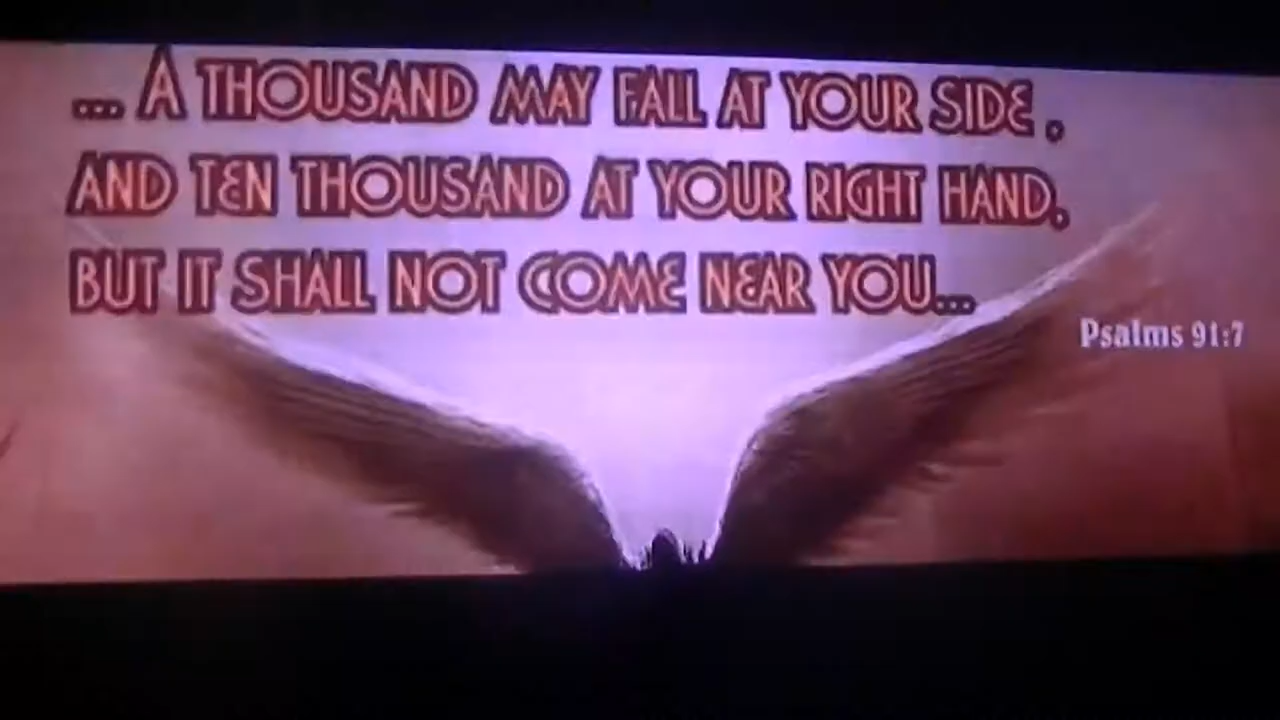 ... A THOUSAND MAY FALL AT YOUR SIDE .
AND TEN THOUSAND AT YOUR RIGHT HAND,
BUT IT SHALL NOT COME NEAR YOU...
Psalms 91:7